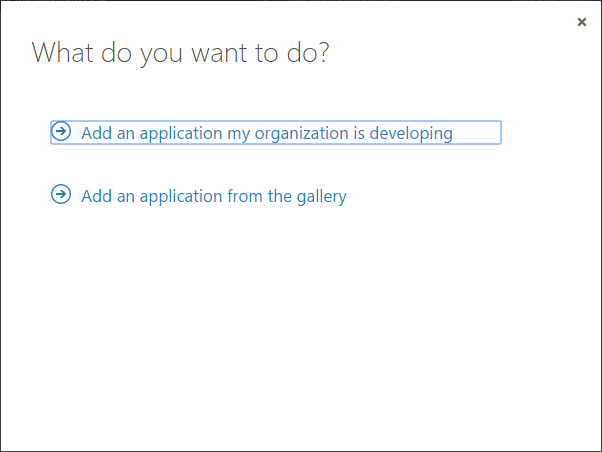 What do you want to do?
Add an application my organization is developing
Add an application from the gallery